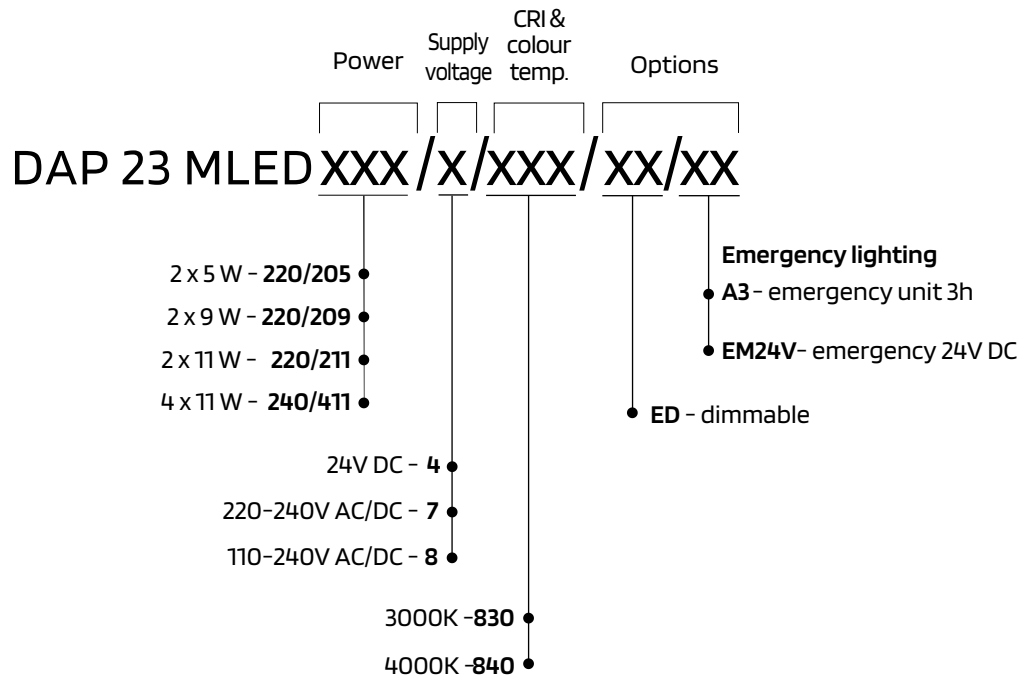 Power
Supply
voltage
CRI &
colour
temp.
Options
DAP 23 MLED XXX/X/XXX/XX/XX
2 x 5 W - 220/205
2 x 9 W - 220/209
2 x 11 W - 220/211
4 x 11 W - 240/411
Emergency lighting
A3 - emergency unit 3h
EM24V- emergency 24V DC
ED - dimmable
24V DC - 4
220-240V AC/DC - 7
110-240V AC/DC - 8
3000K -830
4000K -840